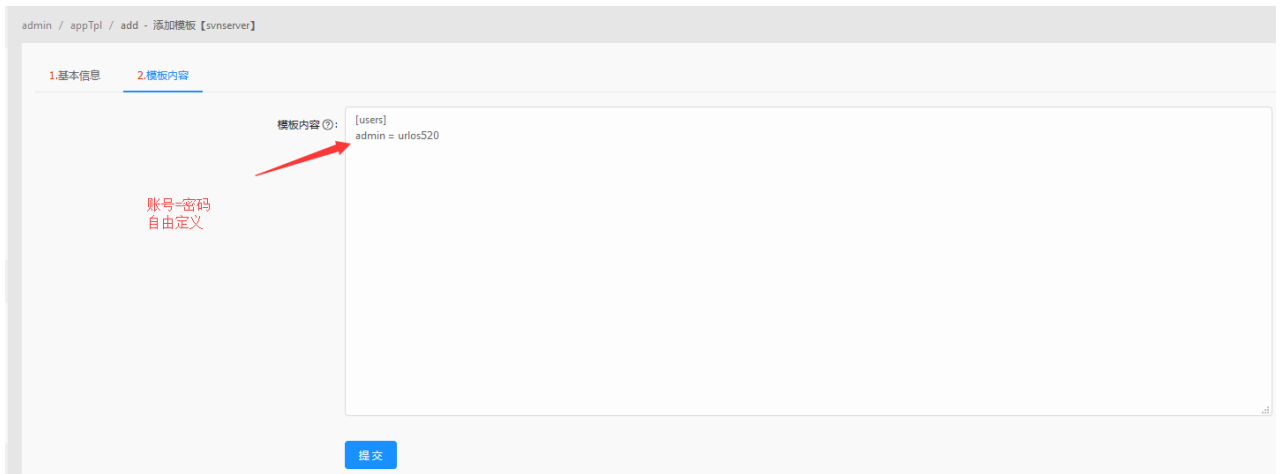 admin / appTpl / add - 添加模板【svnserver】
1.基本信息 2.模板内容
模板内容?:
[users]
admin = urlos520
账号=密码
自由定义
提交